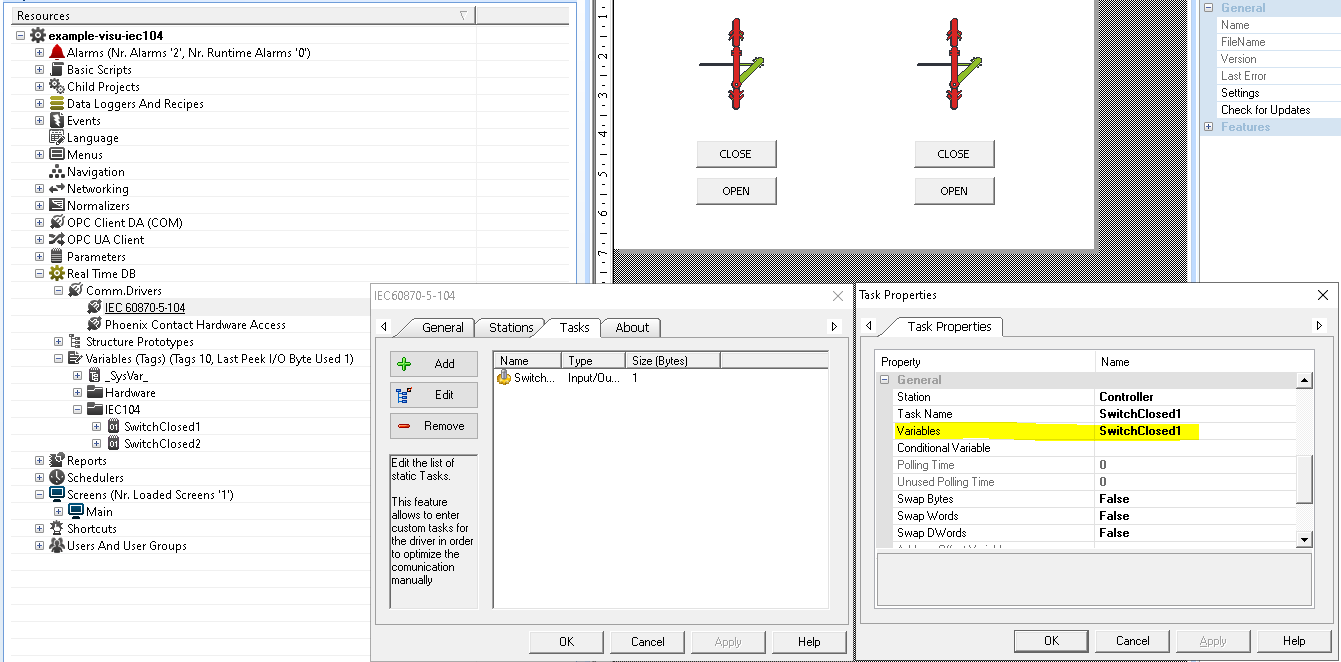 Resources
example-visu-iec104
Alarms (Nr. Alarms '2', Nr. Runtime Alarms '0')
Basic Scripts
Child Projects
Data Loggers And Recipes
Events
Language
Menus
Navigation
Networking
Normalizers
OPC Client DA (COM)
OPC UA Client
Parameters
Real Time DB
Comm.Drivers
IEC 60870-5-104
Phoenix Contact Hardware Access
Structure Prototypes
Variables (Tags) (Tags 10, Last Peek I/O Byte Used 1)
_SysVar_
Hardware
IEC104
SwitchClosed1
SwitchClosed2
Reports
Schedulers
Screens (Nr. Loaded Screens '1')
Main
Shortcuts
Users And User Groups
1
2
3
4
5
6
7
CLOSE
OPEN
CLOSE
OPEN
General
Name
FileName
Version
Last Error
Settings
Check for Updates
Features
IEC60870-5-104
General
Stations
Tasks
About
Add
Edit
Remove
Edit the list of
static Tasks.
This feature
allows to enter
custom tasks for
the driver in order
to optimize the
comunication
manually
Name Type Size (Bytes)
Switch... Input/Ou... 1
OK
Cancel
Apply
Help
Task Properties
Task Properties
Property Name
General
Station Controller
Task Name SwitchClosed1
Variables SwitchClosed1
Conditional Variable
Polling Time 0
Unused Polling Time 0
Swap Bytes False
Swap Words False
Swap DWords False
OK
Cancel
Apply
Help